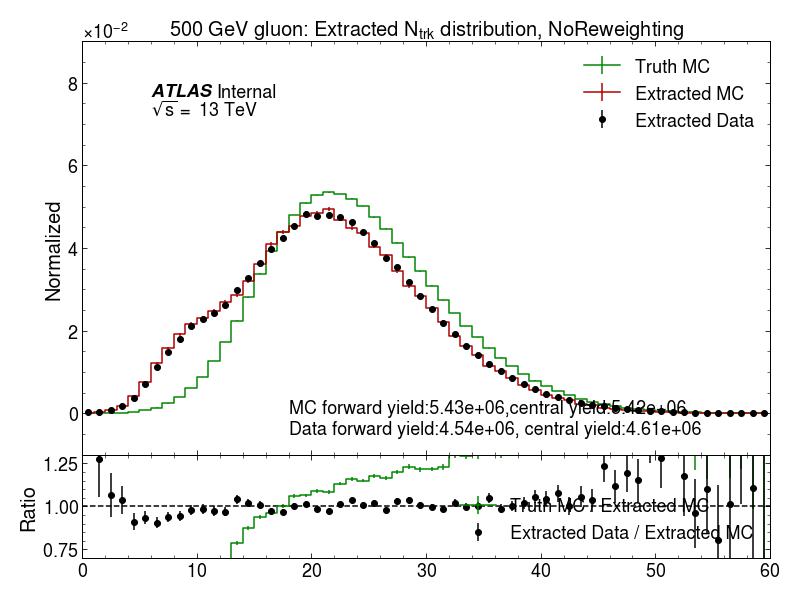 ×10⁻² 500 GeV gluon: Extracted N_trk distribution, NoReweighting
ATLAS Internal
√s = 13 TeV
Truth MC
Extracted MC
Extracted Data
Normalized
8
6
4
2
0
MC forward yield:5.43e+06,central yield:5.42e+06
Data forward yield:4.54e+06, central yield:4.61e+06
Ratio
1.25
1.00
0.75
Truth MC / Extracted MC
Extracted Data / Extracted MC
0 10 20 30 40 50 60